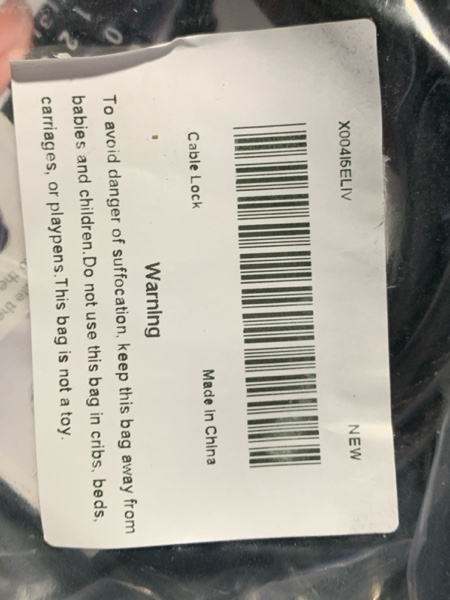 X004I5ELIV NEW
Cable Lock Made in China
Warning
To avoid danger of suffocation, keep this bag away from
babies and children.Do not use this bag in cribs, beds,
carriages, or playpens.This bag is not a toy.